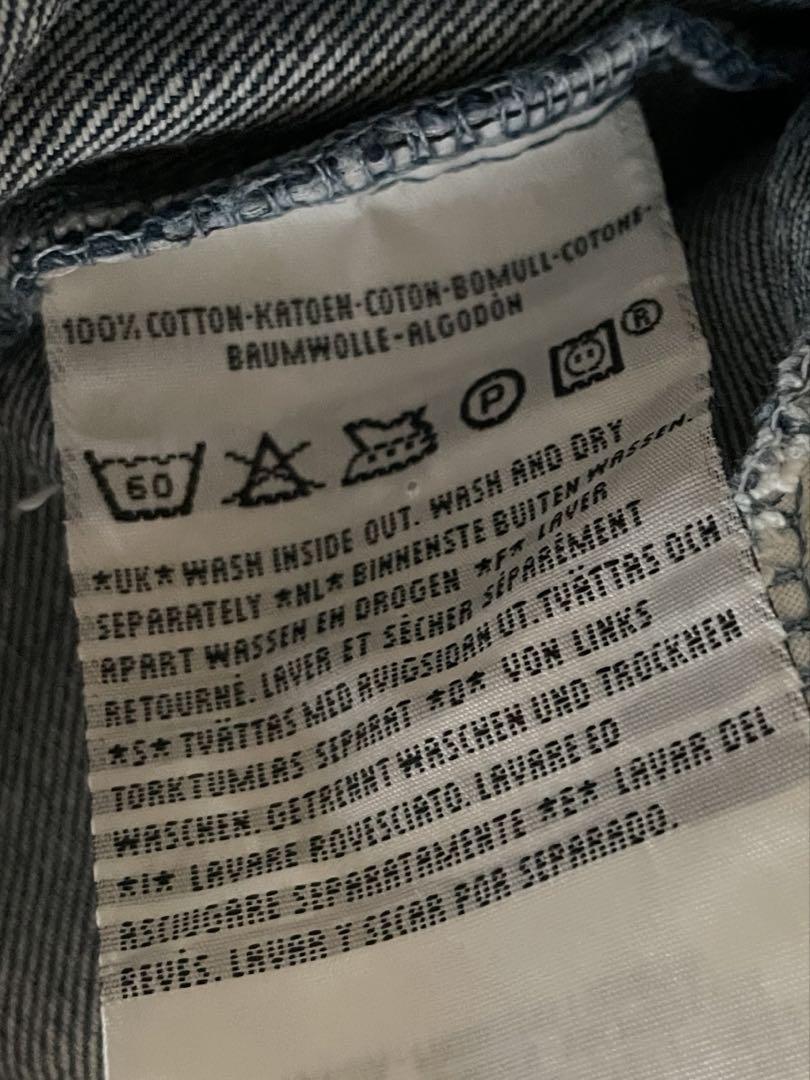 100% COTTON-KATOEN-COTON-BOMULL-COTONE-
BAUMWOLLE-ALGODÓN
60 P ®
*UK* WASH INSIDE OUT. WASH AND DRY
SEPARATELY *NL* BINNENSTE BUITEN WASSEN.
APART WASSEN EN DROGEN *F* LAVER
RETOURNÉ. LAVER ET SÉCHER SÉPARÉMENT
*S* TVÄTTAS MED AVIGSIDAN UT. TVÄTTAS OCH
TORKTUMLAS SEPARAT *D* VON LINKS
WASCHEN. GETRENNT WASCHEN UND TROCKNEN
*I* LAVARE ROVESCIATO. LAVARE ED
ASCIUGARE SEPARATAMENTE *E* LAVAR DEL
REVÉS. LAVAR Y SECAR POR SEPARADO.